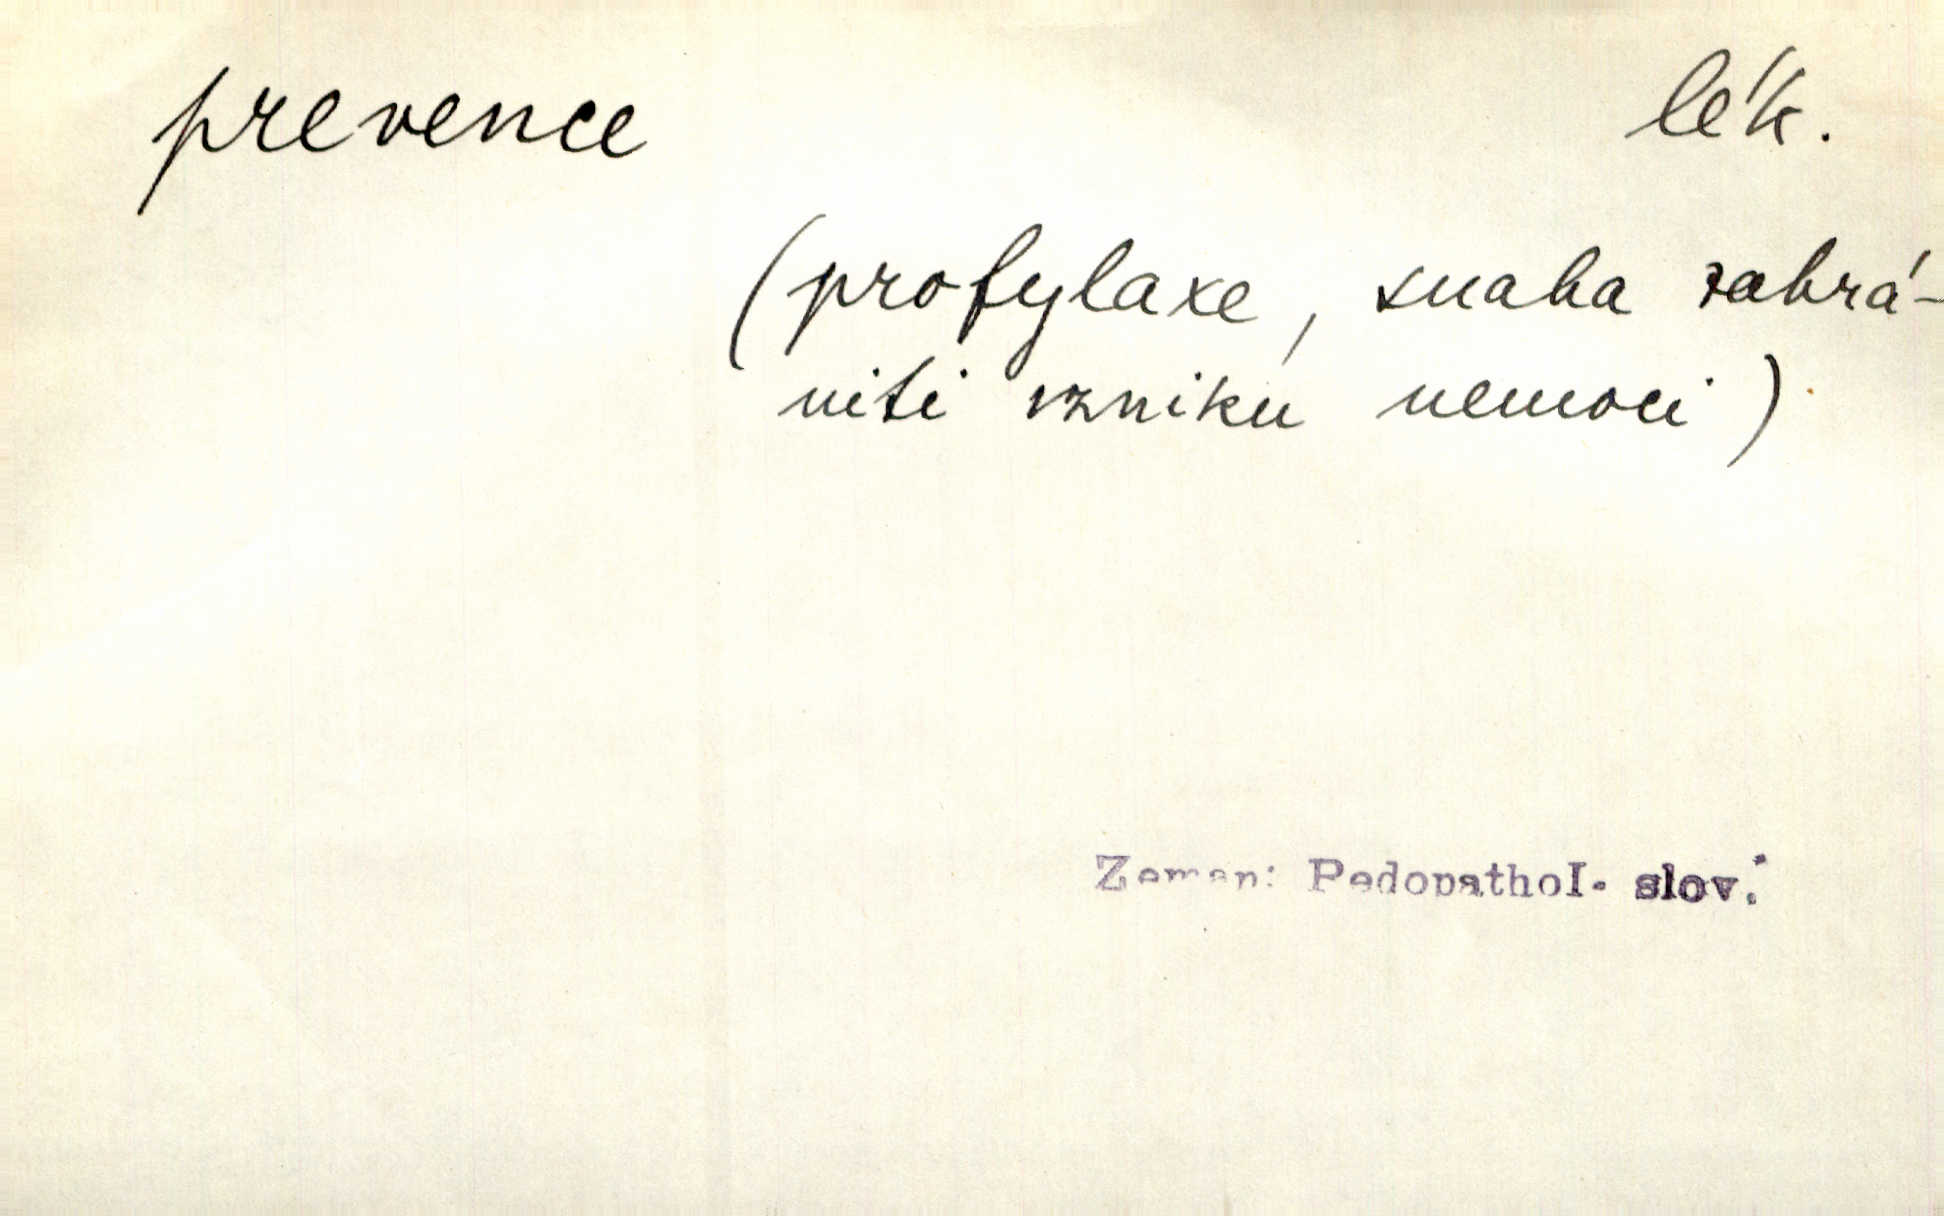 prevence lék.
(profylaxe, snaha zabrá-
niti vzniku nemoci)
Zeman: Pedopathol. slov.